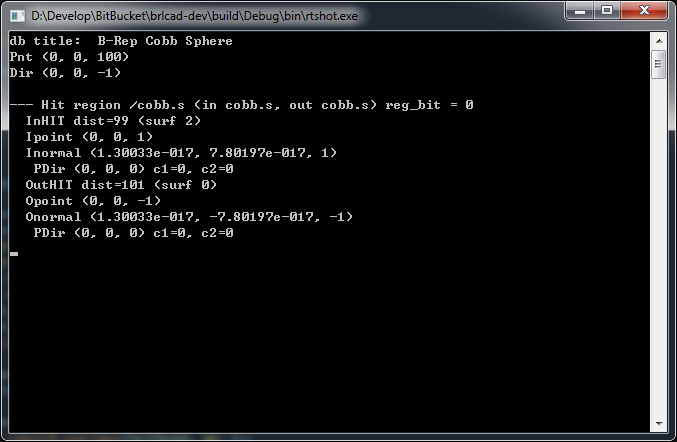 D:\Develop\BitBucket\brlcad-dev\build\Debug\bin\rtshot.exe
db title:  B-Rep Cobb Sphere
Pnt (0, 0, 100)
Dir (0, 0, -1)
--- Hit region /cobb.s (in cobb.s, out cobb.s) reg_bit = 0
  InHIT dist=99 (surf 2)
  Ipoint (0, 0, 1)
  Inormal (1.30033e-017, 7.80197e-017, 1)
   PDir (0, 0, 0) c1=0, c2=0
  OutHIT dist=101 (surf 0)
  Opoint (0, 0, -1)
  Onormal (1.30033e-017, -7.80197e-017, -1)
   PDir (0, 0, 0) c1=0, c2=0